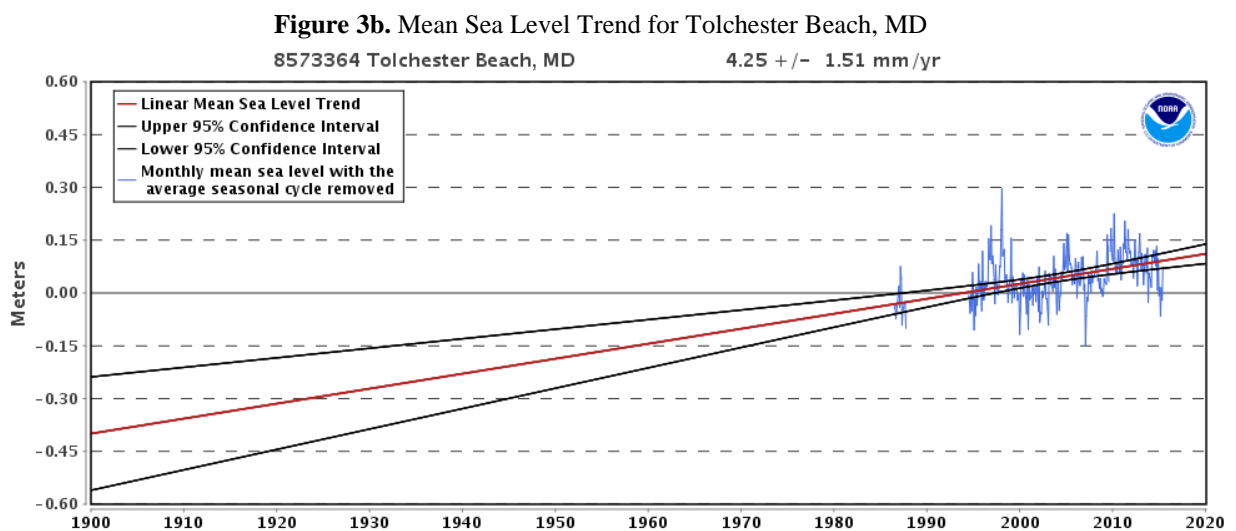 Figure 3b. Mean Sea Level Trend for Tolchester Beach, MD
8573364 Tolchester Beach, MD 4.25 +/- 1.51 mm/yr
Linear Mean Sea Level Trend
Upper 95% Confidence Interval
Lower 95% Confidence Interval
Monthly mean sea level with the
average seasonal cycle removed
NOAA
Meters
0.60
0.45
0.30
0.15
0.00
-0.15
-0.30
-0.45
-0.60
1900 1910 1920 1930 1940 1950 1960 1970 1980 1990 2000 2010 2020